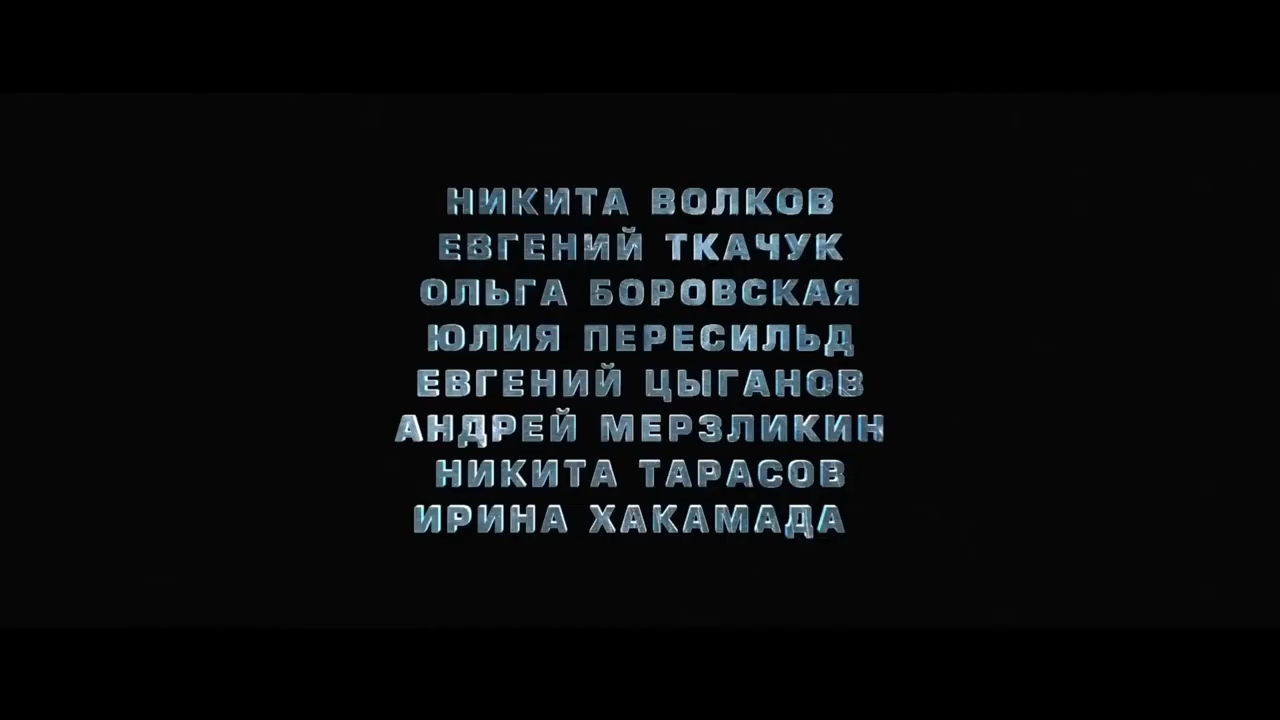 НИКИТА ВОЛКОВ
ЕВГЕНИЙ ТКАЧУК
ОЛЬГА БОРОВСКАЯ
ЮЛИЯ ПЕРЕСИЛЬД
ЕВГЕНИЙ ЦЫГАНОВ
АНДРЕЙ МЕРЗЛИКИН
НИКИТА ТАРАСОВ
ИРИНА ХАКАМАДА